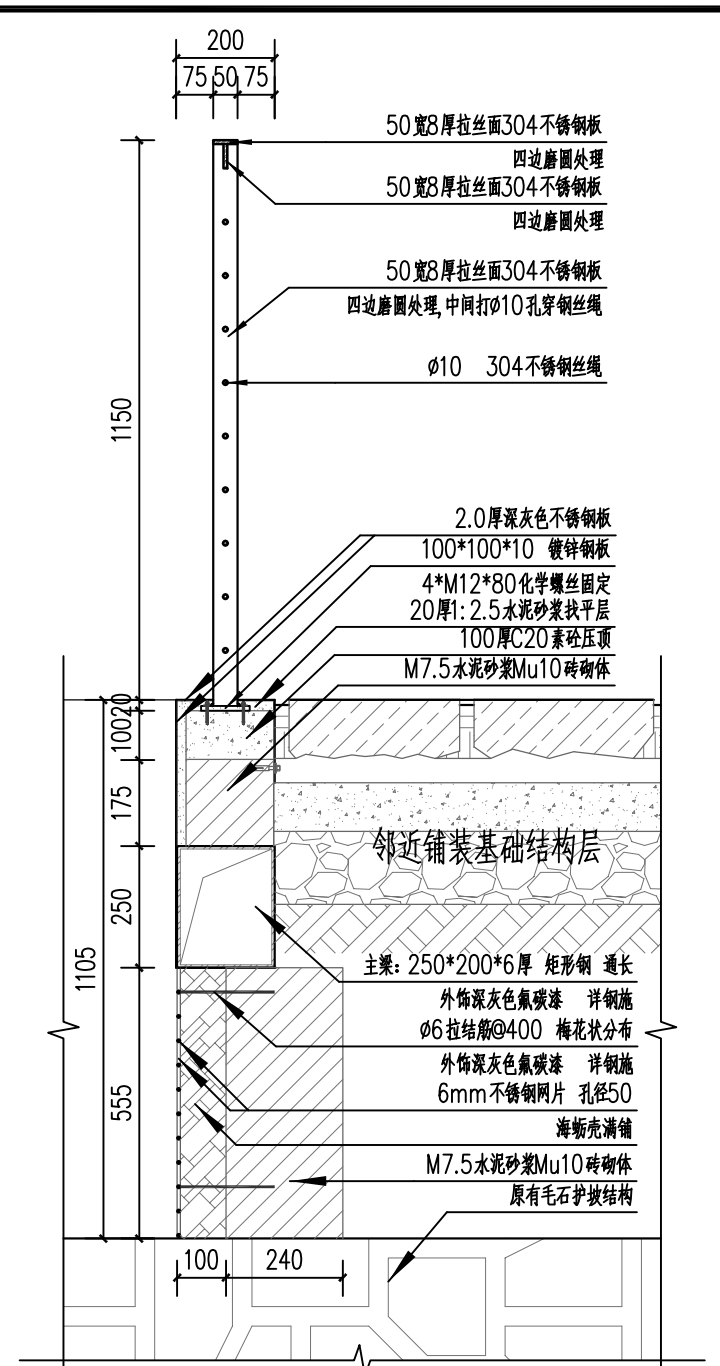 200
75 50 75
50宽8厚拉丝面304不锈钢板
四边磨圆处理
50宽8厚拉丝面304不锈钢板
四边磨圆处理
50宽8厚拉丝面304不锈钢板
四边磨圆处理,中间打Ø10孔穿钢丝绳
Ø10 304不锈钢丝绳
1150
2.0厚深灰色不锈钢板
100*100*10 镀锌钢板
4*M12*80化学螺丝固定
20厚1:2.5水泥砂浆找平层
100厚C20素砼压顶
M7.5水泥砂浆Mu10砖砌体
20
100
175
邻近铺装基础结构层
250
1105
主梁:250*200*6厚 矩形钢 通长
外饰深灰色氟碳漆 详钢施
Ø6拉结筋@400 梅花状分布
外饰深灰色氟碳漆 详钢施
6mm不锈钢网片 孔径50
555
海蛎壳满铺
M7.5水泥砂浆Mu10砖砌体
原有毛石护坡结构
100 240